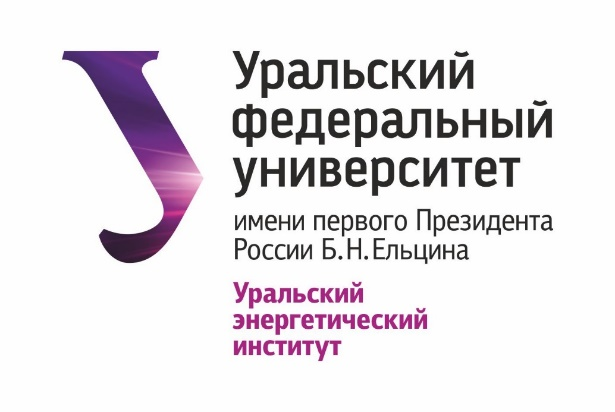 Уральский
федеральный
университет
имени первого Президента
России Б.Н.Ельцина
Уральский
энергетический
институт